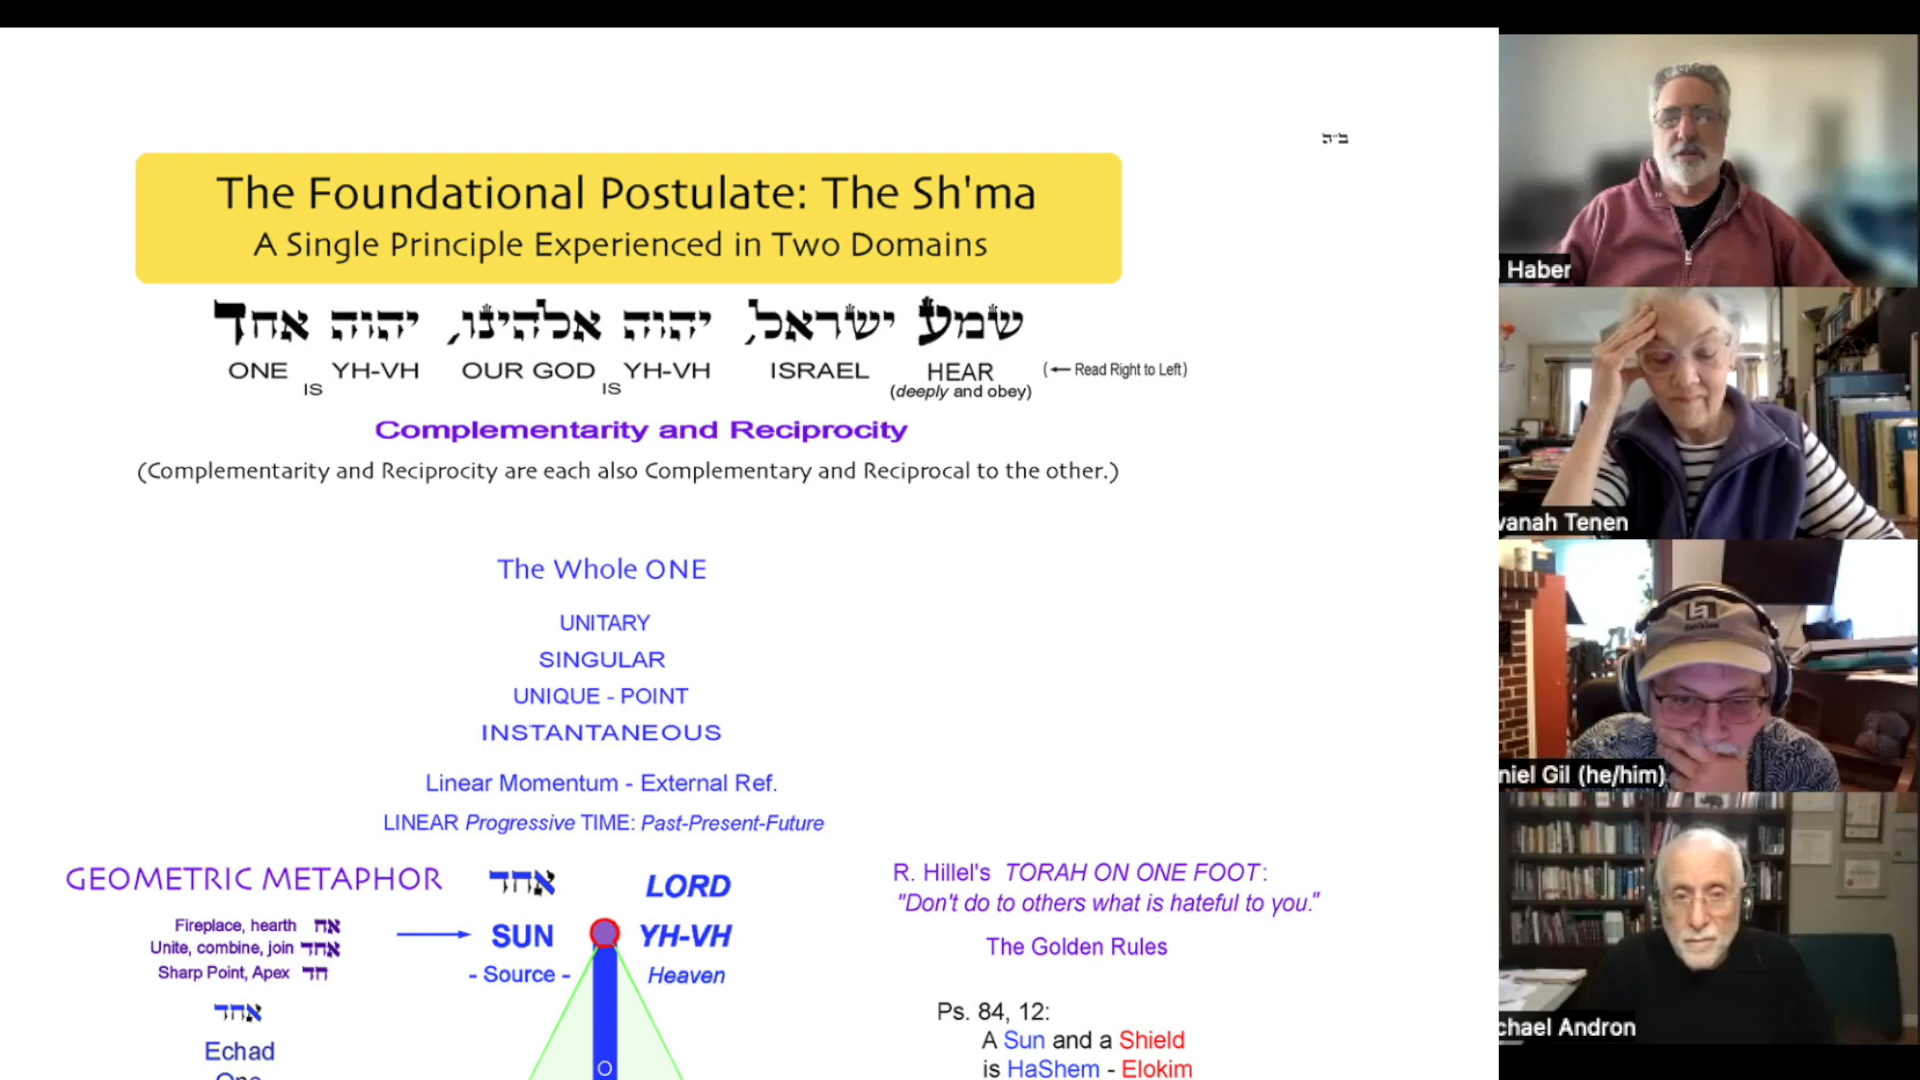 ב"ה
The Foundational Postulate: The Sh'ma
A Single Principle Experienced in Two Domains
שמע ישראל, יהוה אלהינו, יהוה אחד
ONE IS YH-VH OUR GOD IS YH-VH ISRAEL HEAR (← Read Right to Left)
(deeply and obey)
Complementarity and Reciprocity
(Complementarity and Reciprocity are each also Complementary and Reciprocal to the other.)
The Whole ONE
UNITARY
SINGULAR
UNIQUE - POINT
INSTANTANEOUS
Linear Momentum - External Ref.
LINEAR Progressive TIME: Past-Present-Future
GEOMETRIC METAPHOR
Fireplace, hearth אח
Unite, combine, join אחד
Sharp Point, Apex חד
אחד
Echad
One
אחד LORD
SUN YH-VH
- Source - Heaven
R. Hillel's TORAH ON ONE FOOT:
"Don't do to others what is hateful to you."
The Golden Rules
Ps. 84, 12:
A Sun and a Shield
is HaShem - Elokim
Haber
vanah Tenen
niel Gil (he/him)
chael Andron